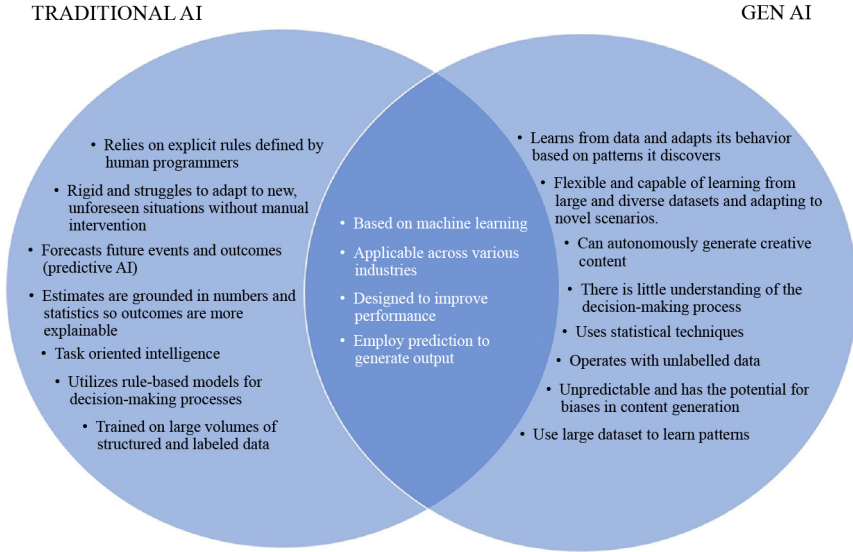 TRADITIONAL AI
GEN AI
• Relies on explicit rules defined by
human programmers
• Rigid and struggles to adapt to new,
unforeseen situations without manual
intervention
• Forecasts future events and outcomes
(predictive AI)
• Estimates are grounded in numbers and
statistics so outcomes are more
explainable
• Task oriented intelligence
• Utilizes rule-based models for
decision-making processes
• Trained on large volumes of
structured and labeled data
• Based on machine learning
• Applicable across various
industries
• Designed to improve
performance
• Employ prediction to
generate output
• Learns from data and adapts its behavior
based on patterns it discovers
• Flexible and capable of learning from
large and diverse datasets and adapting to
novel scenarios.
• Can autonomously generate creative
content
• There is little understanding of the
decision-making process
• Uses statistical techniques
• Operates with unlabelled data
• Unpredictable and has the potential for
biases in content generation
• Use large dataset to learn patterns